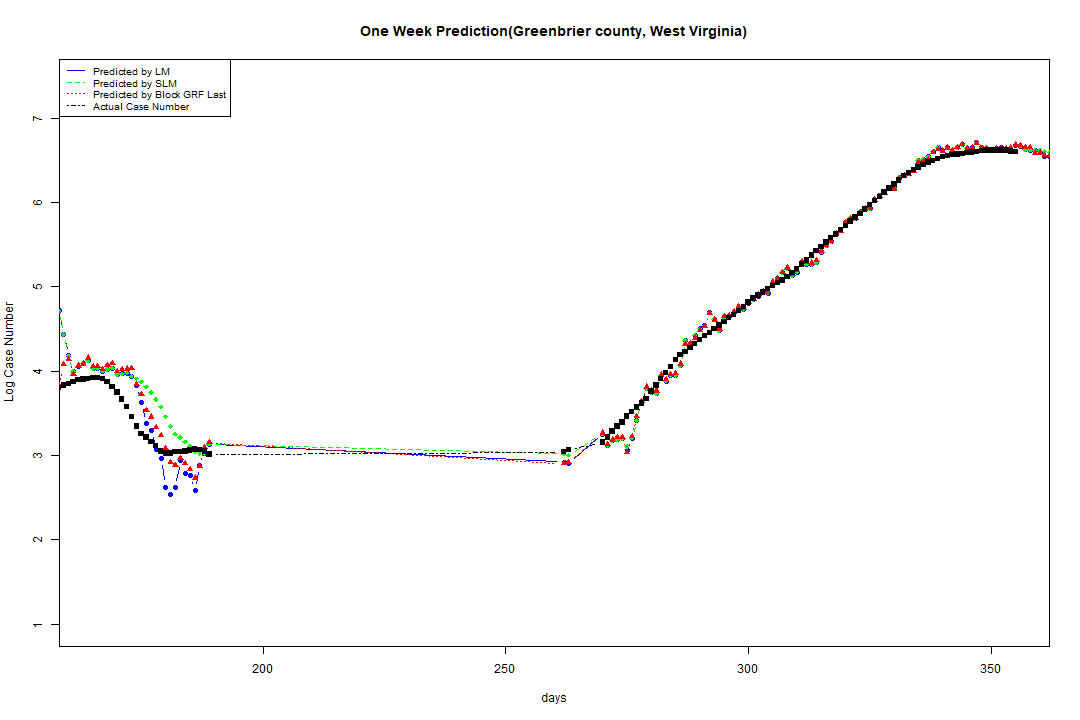 One Week Prediction(Greenbrier county, West Virginia)
Predicted by LM
Predicted by SLM
Predicted by Block GRF Last
Actual Case Number
Log Case Number
7
6
5
4
3
2
1
200
250
300
350
days